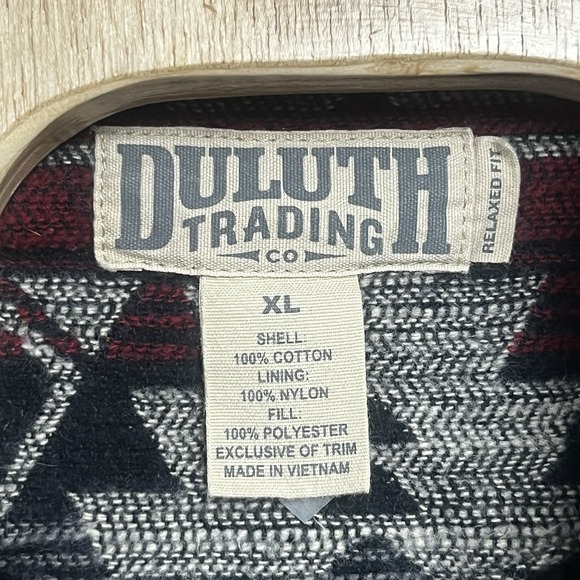 DULUTH
TRADING
CO
RELAXED FIT
XL
SHELL:
100% COTTON
LINING:
100% NYLON
FILL:
100% POLYESTER
EXCLUSIVE OF TRIM
MADE IN VIETNAM